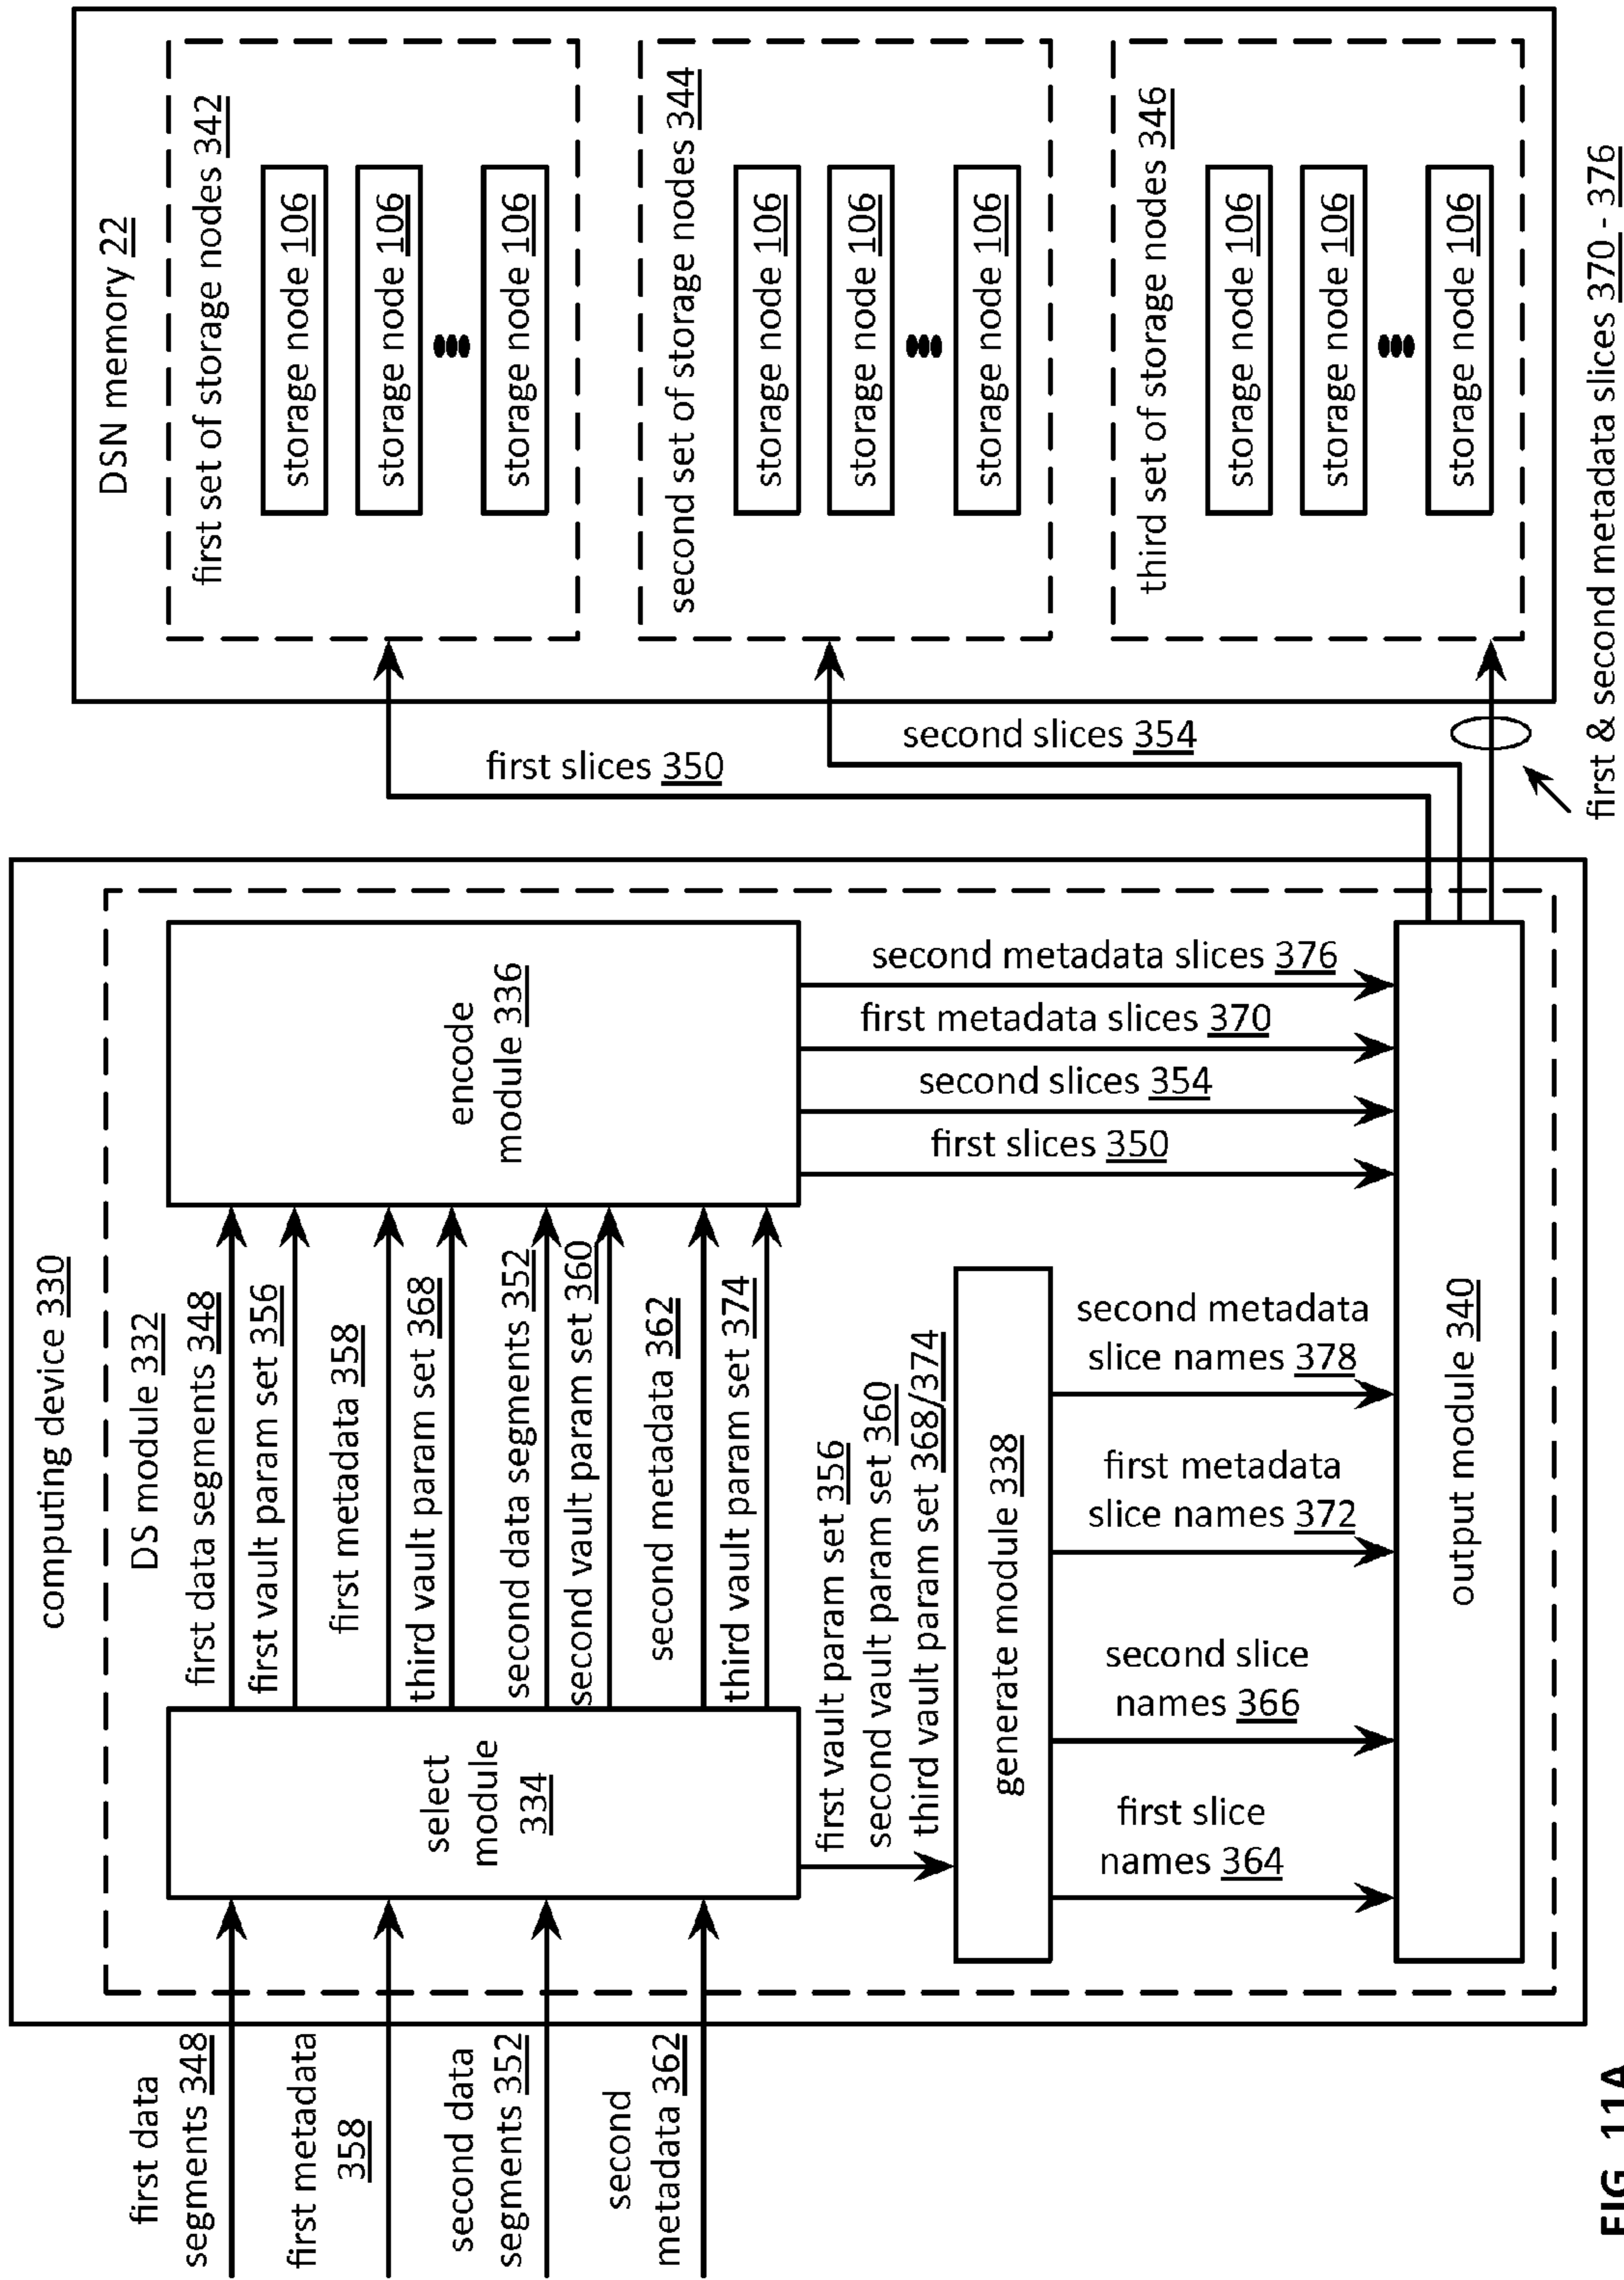 computing device 330
DS module 332
first data
segments 348
first metadata
358
second data
segments 352
second
metadata 362
select
module
334
first data segments 348
first vault param set 356
first metadata 358
third vault param set 368
second data segments 352
second vault param set 360
second metadata 362
third vault param set 374
encode
module 336
first vault param set 356
second vault param set 360
third vault param set 368/374
generate module 338
first slice
names 364
second slice
names 366
first metadata
slice names 372
second metadata
slice names 378
first slices 350
second slices 354
first metadata slices 370
second metadata slices 376
output module 340
first slices 350
second slices 354
first & second metadata slices 370 - 376
DSN memory 22
first set of storage nodes 342
storage node 106
storage node 106
storage node 106
second set of storage nodes 344
storage node 106
storage node 106
storage node 106
third set of storage nodes 346
storage node 106
storage node 106
storage node 106
FIG. 11A